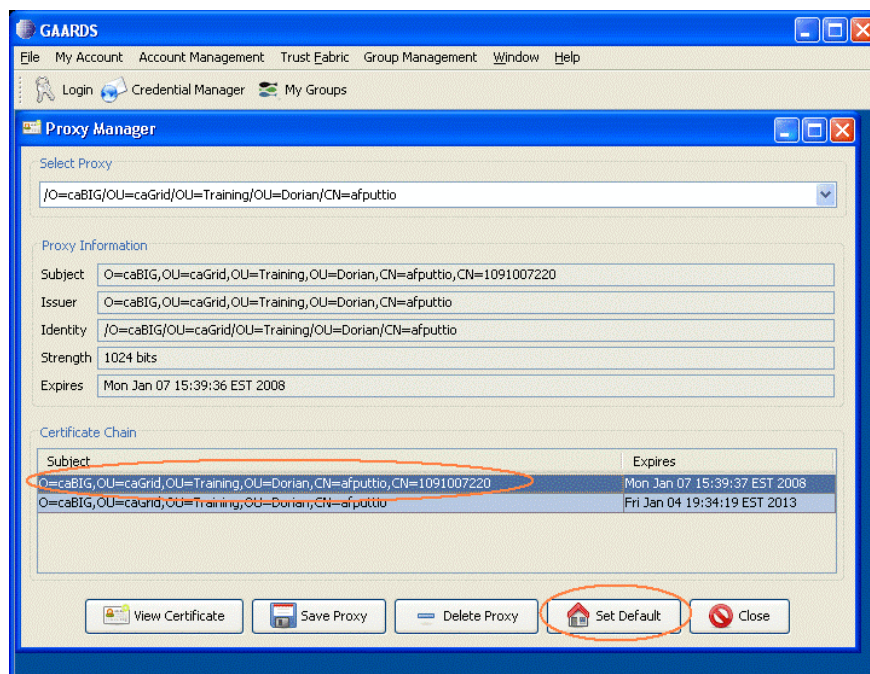 GAARDS
File My Account Account Management Trust Fabric Group Management Window Help
Login Credential Manager My Groups
Proxy Manager
Select Proxy
/O=caBIG/OU=caGrid/OU=Training/OU=Dorian/CN=afputtio
Proxy Information
Subject O=caBIG,OU=caGrid,OU=Training,OU=Dorian,CN=afputtio,CN=1091007220
Issuer O=caBIG,OU=caGrid,OU=Training,OU=Dorian,CN=afputtio
Identity /O=caBIG/OU=caGrid/OU=Training/OU=Dorian/CN=afputtio
Strength 1024 bits
Expires Mon Jan 07 15:39:36 EST 2008
Certificate Chain
Subject Expires
O=caBIG,OU=caGrid,OU=Training,OU=Dorian,CN=afputtio,CN=1091007220 Mon Jan 07 15:39:37 EST 2008
O=caBIG,OU=caGrid,OU=Training,OU=Dorian,CN=afputtio Fri Jan 04 19:34:19 EST 2013
View Certificate Save Proxy Delete Proxy Set Default Close